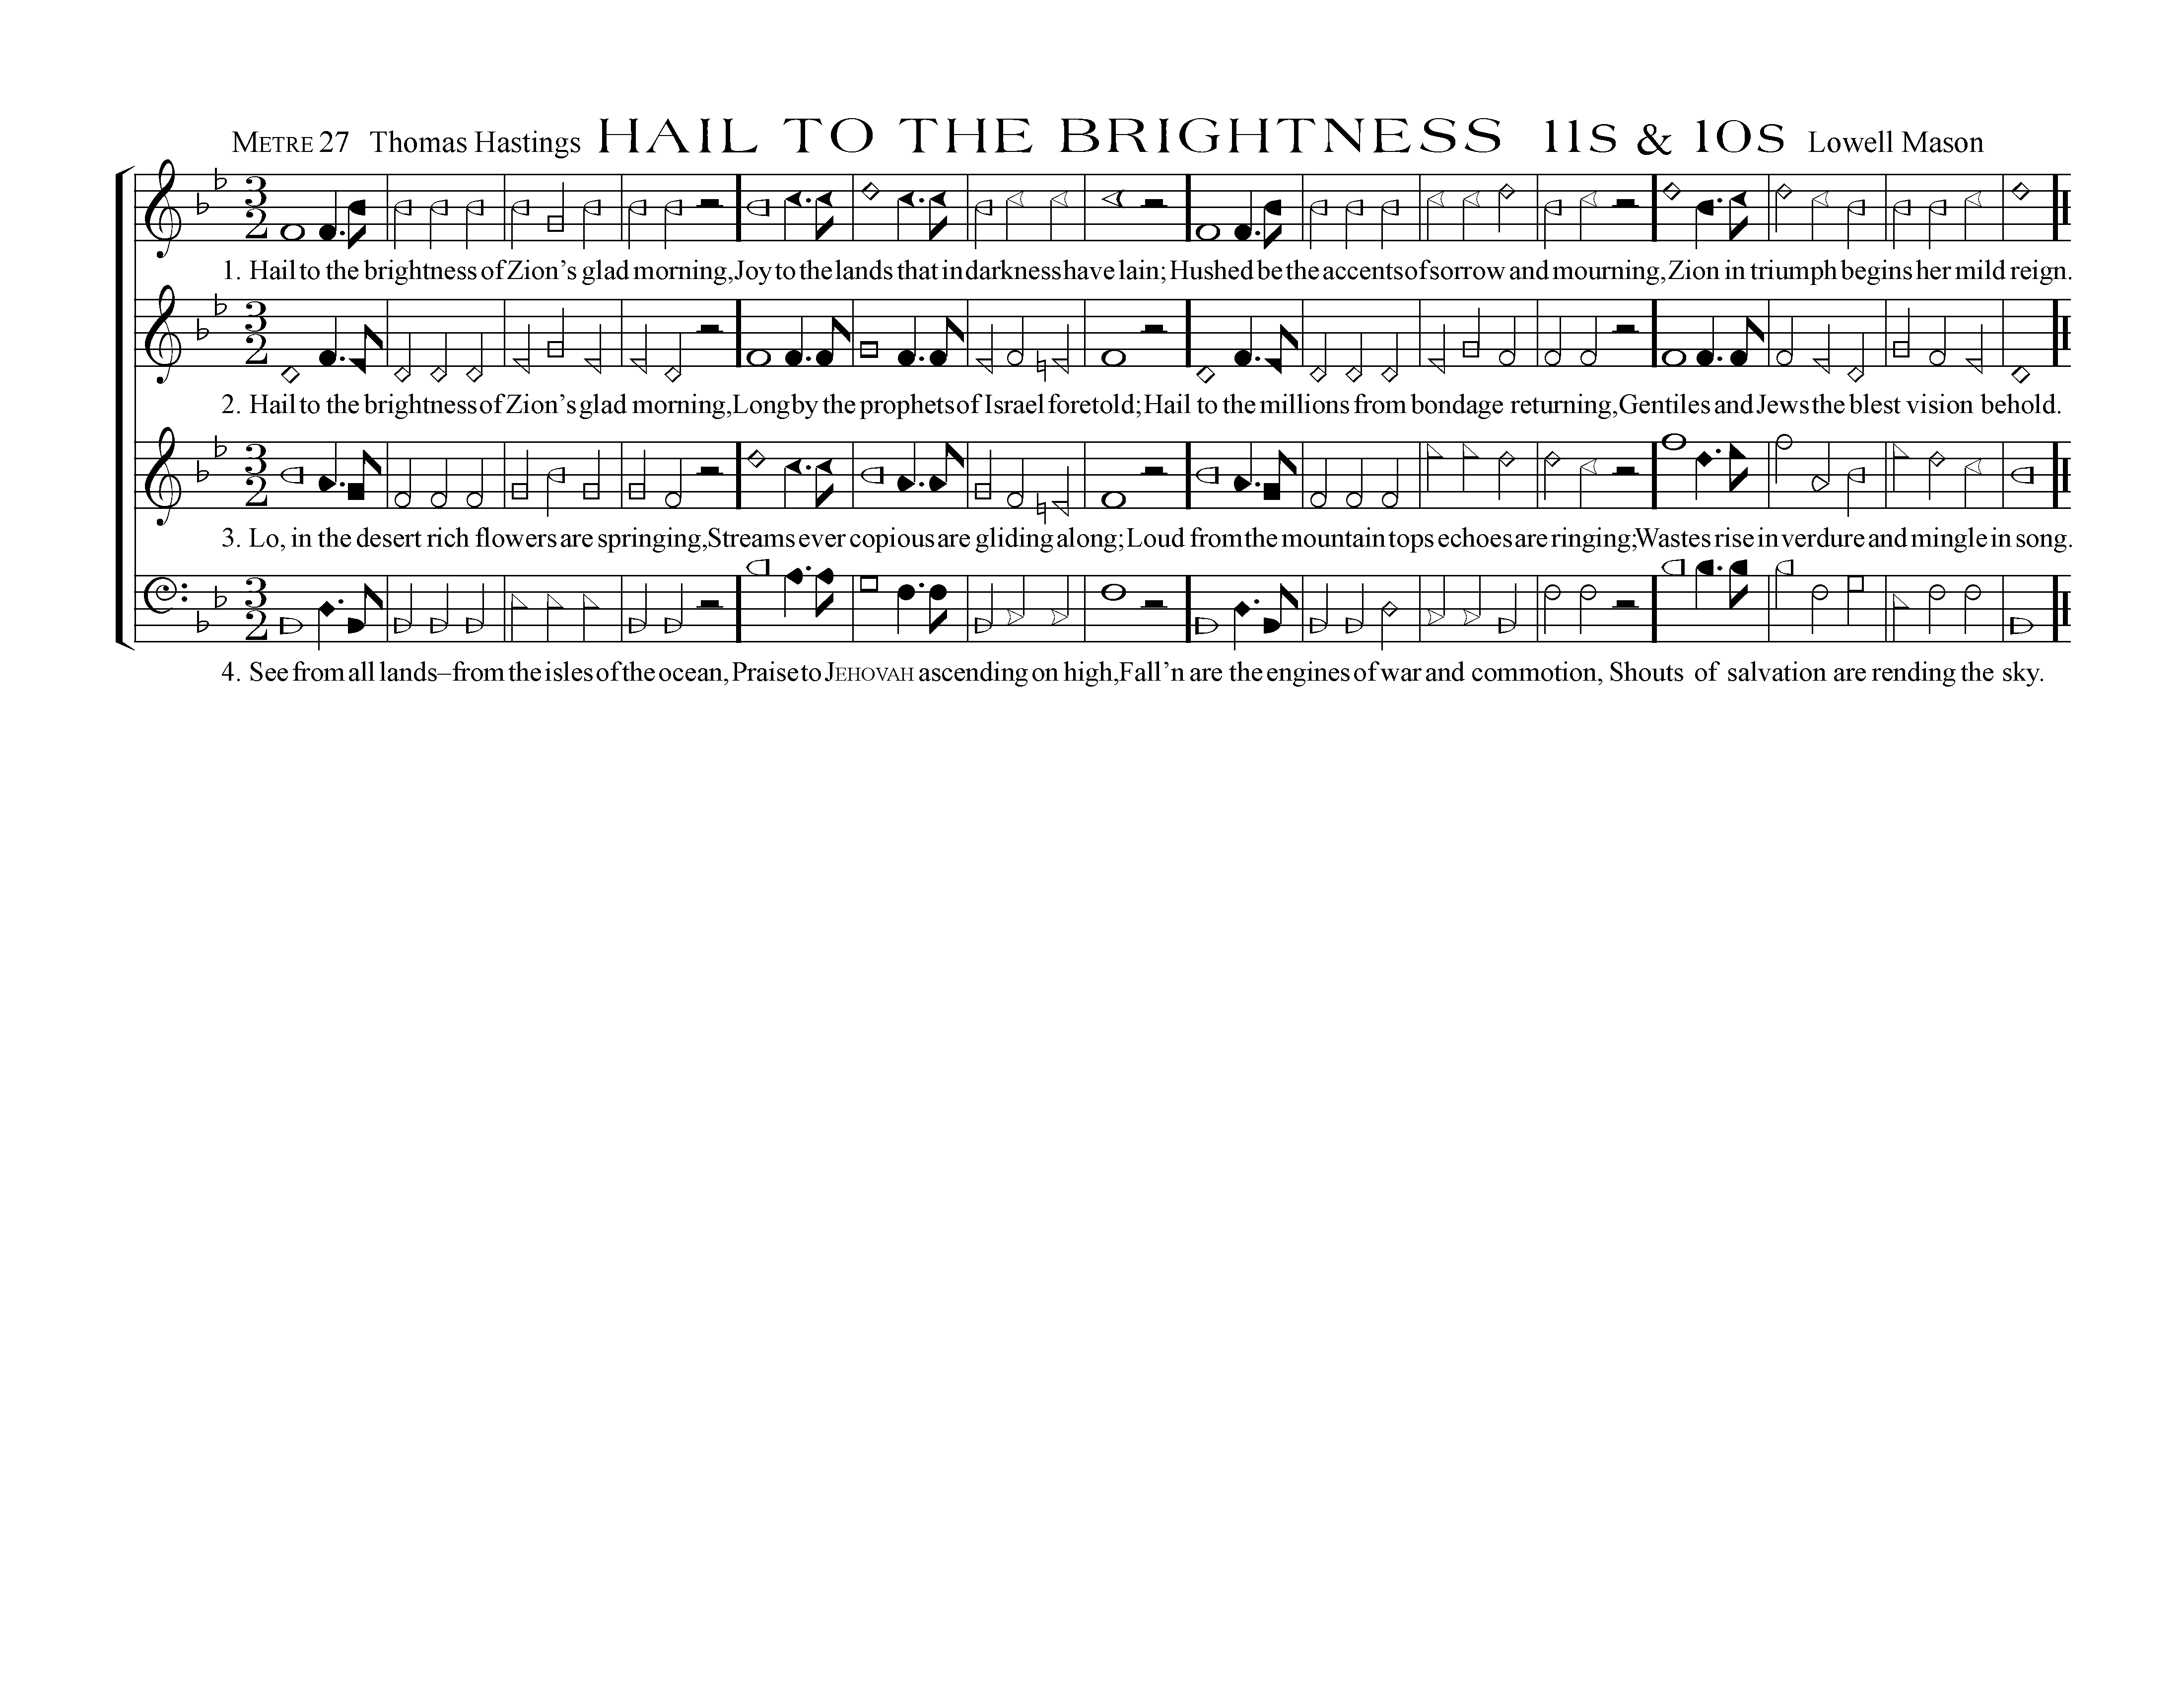 METRE 27 Thomas Hastings HAIL TO THE BRIGHTNESS 11s & 10s Lowell Mason
3 2
1. Hail to the brightness of Zion's glad morning, Joy to the lands that in darkness have lain; Hushed be the accents of sorrow and mourning, Zion in triumph begins her mild reign.
3 2
2. Hail to the brightness of Zion's glad morning, Long by the prophets of Israel foretold; Hail to the millions from bondage returning, Gentiles and Jews the blest vision behold.
3 2
3. Lo, in the desert rich flowers are springing, Streams ever copious are gliding along; Loud from the mountain tops echoes are ringing; Wastes rise in verdure and mingle in song.
3 2
4. See from all lands–from the isles of the ocean, Praise to JEHOVAH ascending on high, Fall'n are the engines of war and commotion, Shouts of salvation are rending the sky.